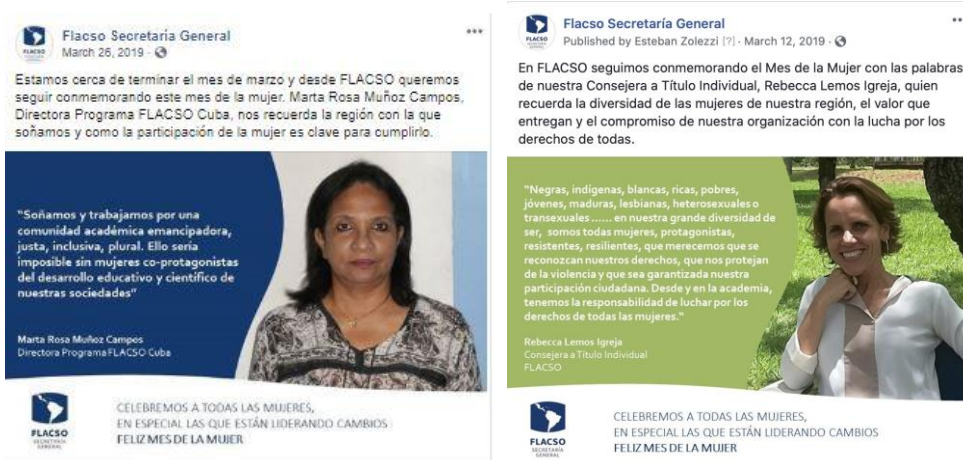 Flacso Secretaria General
March 26, 2019
Estamos cerca de terminar el mes de marzo y desde FLACSO queremos
seguir conmemorando este mes de la mujer. Marta Rosa Muñoz Campos,
Directora Programa FLACSO Cuba, nos recuerda la región con la que
soñamos y como la participación de la mujer es clave para cumplirlo.
"Soñamos y trabajamos por una
comunidad académica emancipadora,
justa, inclusiva, plural. Ello sería
imposible sin mujeres co-protagonistas
del desarrollo educativo y científico de
nuestras sociedades"
Marta Rosa Muñoz Campos
Directora Programa FLACSO Cuba
FLACSO
SECRETARÍA
GENERAL
CELEBREMOS A TODAS LAS MUJERES,
EN ESPECIAL LAS QUE ESTÁN LIDERANDO CAMBIOS
FELIZ MES DE LA MUJER
Flacso Secretaría General
Published by Esteban Zolezzi [?] · March 12, 2019 ·
En FLACSO seguimos conmemorando el Mes de la Mujer con las palabras
de nuestra Consejera a Título Individual, Rebecca Lemos Igreja, quien
recuerda la diversidad de las mujeres de nuestra región, el valor que
entregan y el compromiso de nuestra organización con la lucha por los
derechos de todas.
"Negras, indígenas, blancas, ricas, pobres,
jóvenes, maduras, lesbianas, heterosexuales o
transexuales ...... en nuestra grande diversidad de
ser, somos todas mujeres, protagonistas,
resistentes, resilientes, que merecemos que se
reconozcan nuestros derechos, que nos protejan
de la violencia y que sea garantizada nuestra
participación ciudadana. Desde y en la academia,
tenemos la responsabilidad de luchar por los
derechos de todas las mujeres."
Rebecca Lemos Igreja
Consejera a Título Individual
FLACSO
FLACSO
SECRETARÍA
GENERAL
CELEBREMOS A TODAS LAS MUJERES,
EN ESPECIAL LAS QUE ESTÁN LIDERANDO CAMBIOS
FELIZ MES DE LA MUJER